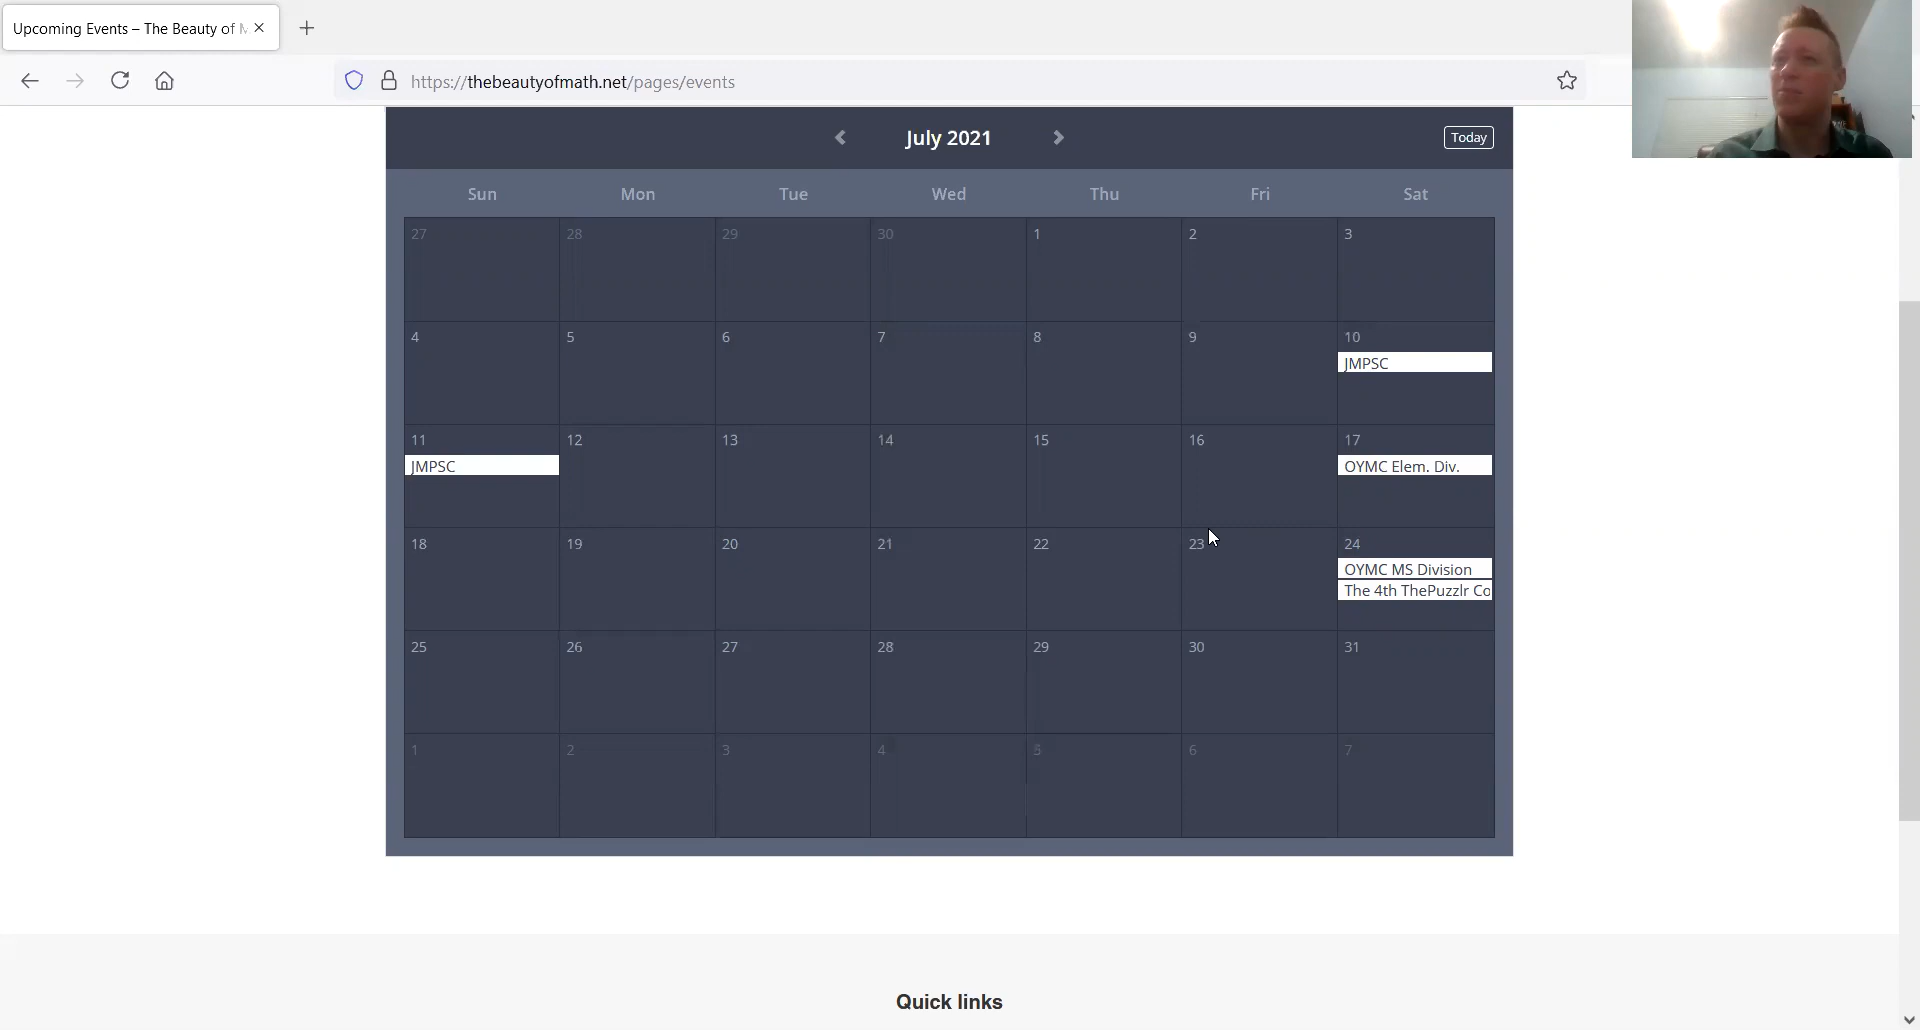 Upcoming Events – The Beauty of M
https://thebeautyofmath.net/pages/events
July 2021
Today
Sun Mon Tue Wed Thu Fri Sat
27 28 29 30 1 2 3
4 5 6 7 8 9 10
JMPSC
11 12 13 14 15 16 17
JMPSC OYMC Elem. Div.
18 19 20 21 22 23 24
OYMC MS Division
The 4th ThePuzzlr Co
25 26 27 28 29 30 31
1 2 3 4 5 6 7
Quick links